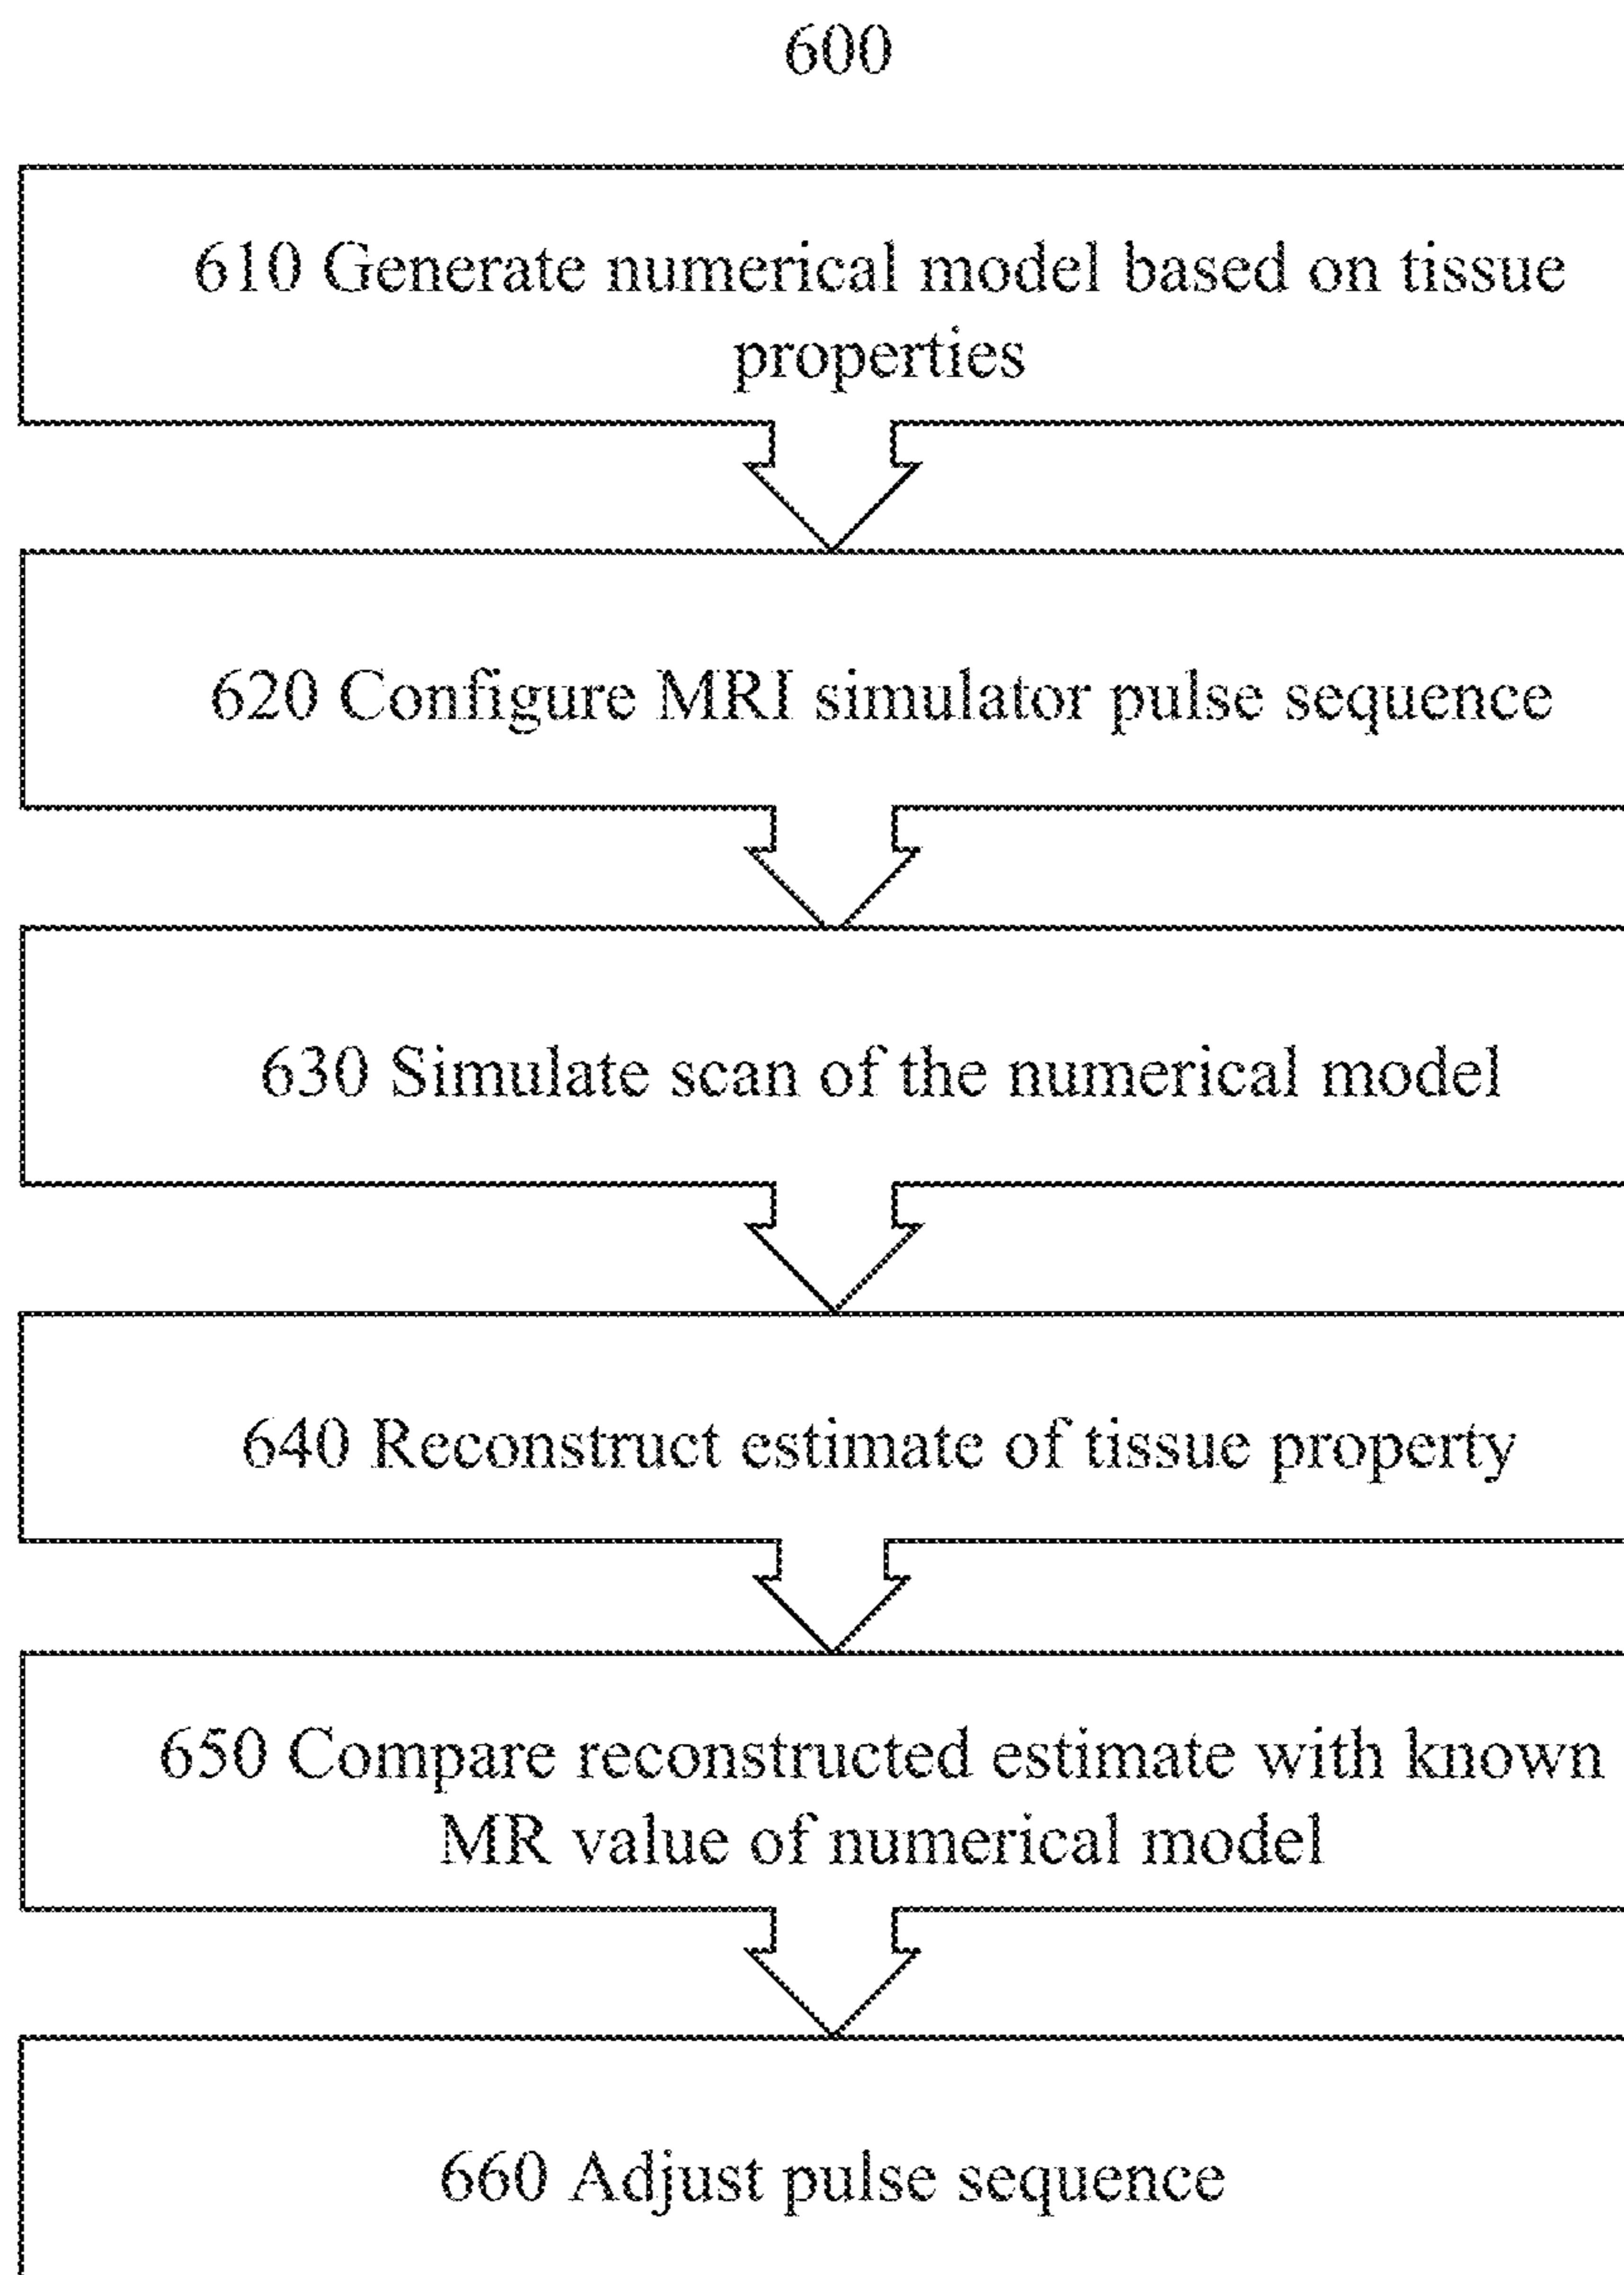 600
610 Generate numerical model based on tissue
properties
620 Configure MRI simulator pulse sequence
630 Simulate scan of the numerical model
640 Reconstruct estimate of tissue property
650 Compare reconstructed estimate with known
MR value of numerical model
660 Adjust pulse sequence